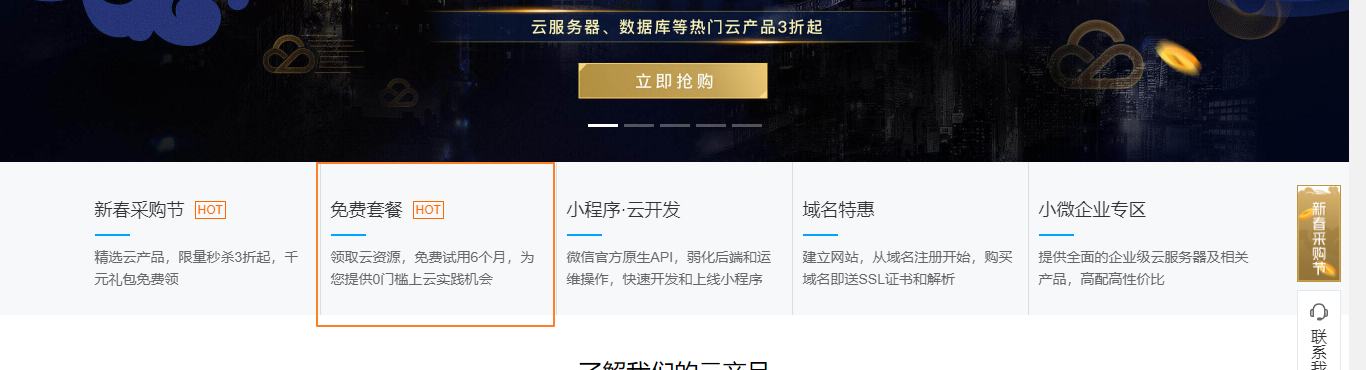 云服务器、数据库等热门云产品3折起
立即抢购
新春采购节 HOT
精选云产品，限量秒杀3折起，千
元礼包免费领
免费套餐 HOT
领取云资源，免费试用6个月，为
您提供0门槛上云实践机会
小程序·云开发
微信官方原生API，弱化后端和运
维操作，快速开发和上线小程序
域名特惠
建立网站，从域名注册开始，购买
域名即送SSL证书和解析
小微企业专区
提供全面的企业级云服务器及相关
产品，高配高性价比
新春采购节
联系我
了解我们的云产品